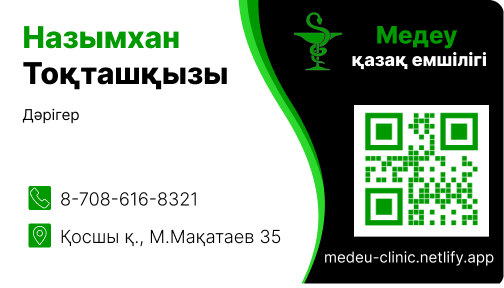 Назымхан
Тоқташқызы
Дәрігер
8-708-616-8321
Қосшы қ., М.Мақатаев 35
Медеу
қазақ емшілігі
medeu-clinic.netlify.app